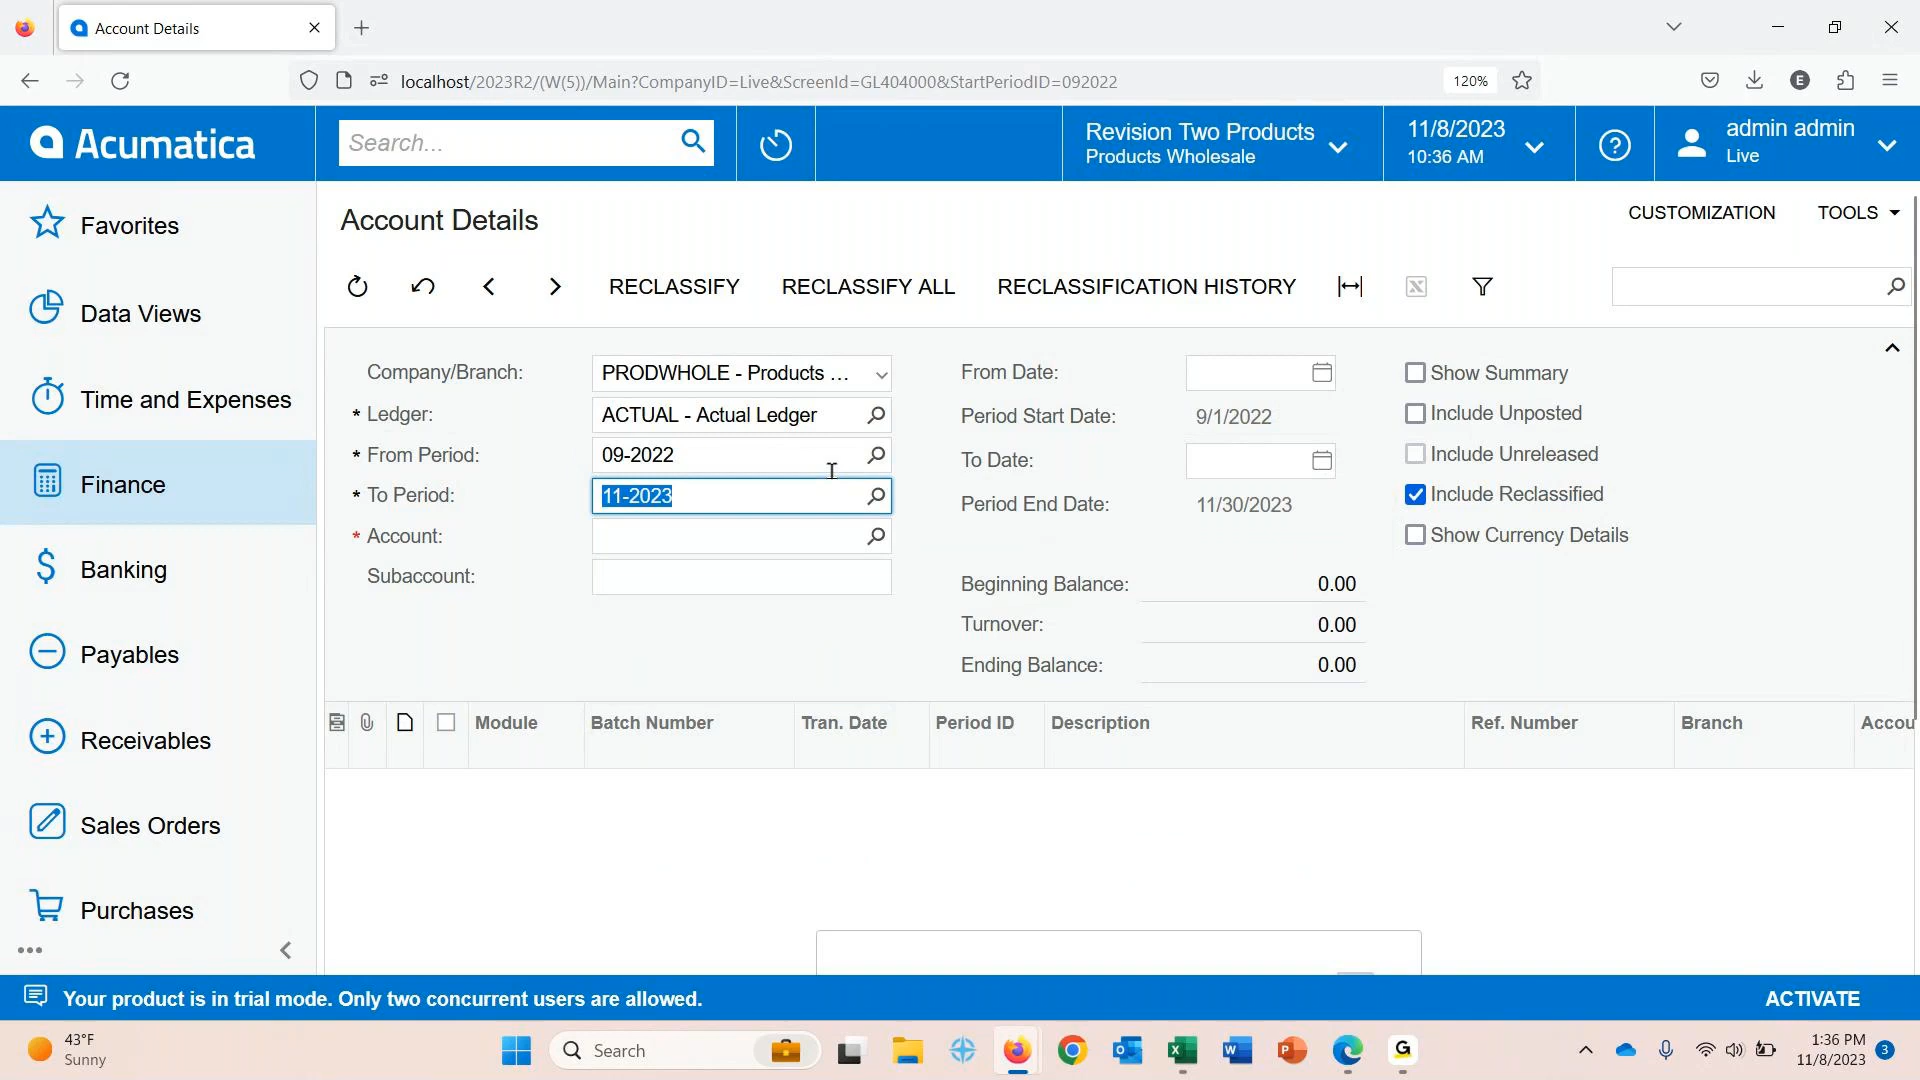 Account Details
localhost/2023R2/(W(5))/Main?CompanyID=Live&ScreenId=GL404000&StartPeriodID=092022
120%
E
Acumatica
Search...
Revision Two Products
Products Wholesale
11/8/2023
10:36 AM
?
admin admin
Live
Favorites
Data Views
Time and Expenses
Finance
Banking
Payables
Receivables
Sales Orders
Purchases
Account Details
CUSTOMIZATION
TOOLS
RECLASSIFY
RECLASSIFY ALL
RECLASSIFICATION HISTORY
Company/Branch:
PRODWHOLE - Products ...
* Ledger:
ACTUAL - Actual Ledger
* From Period:
09-2022
* To Period:
11-2023
* Account:
Subaccount:
From Date:
Period Start Date:
9/1/2022
To Date:
Period End Date:
11/30/2023
Beginning Balance:
0.00
Turnover:
0.00
Ending Balance:
0.00
Show Summary
Include Unposted
Include Unreleased
Include Reclassified
Show Currency Details
Module
Batch Number
Tran. Date
Period ID
Description
Ref. Number
Branch
Accou
Your product is in trial mode. Only two concurrent users are allowed.
ACTIVATE
43°F
Sunny
Search
1:36 PM
11/8/2023
3